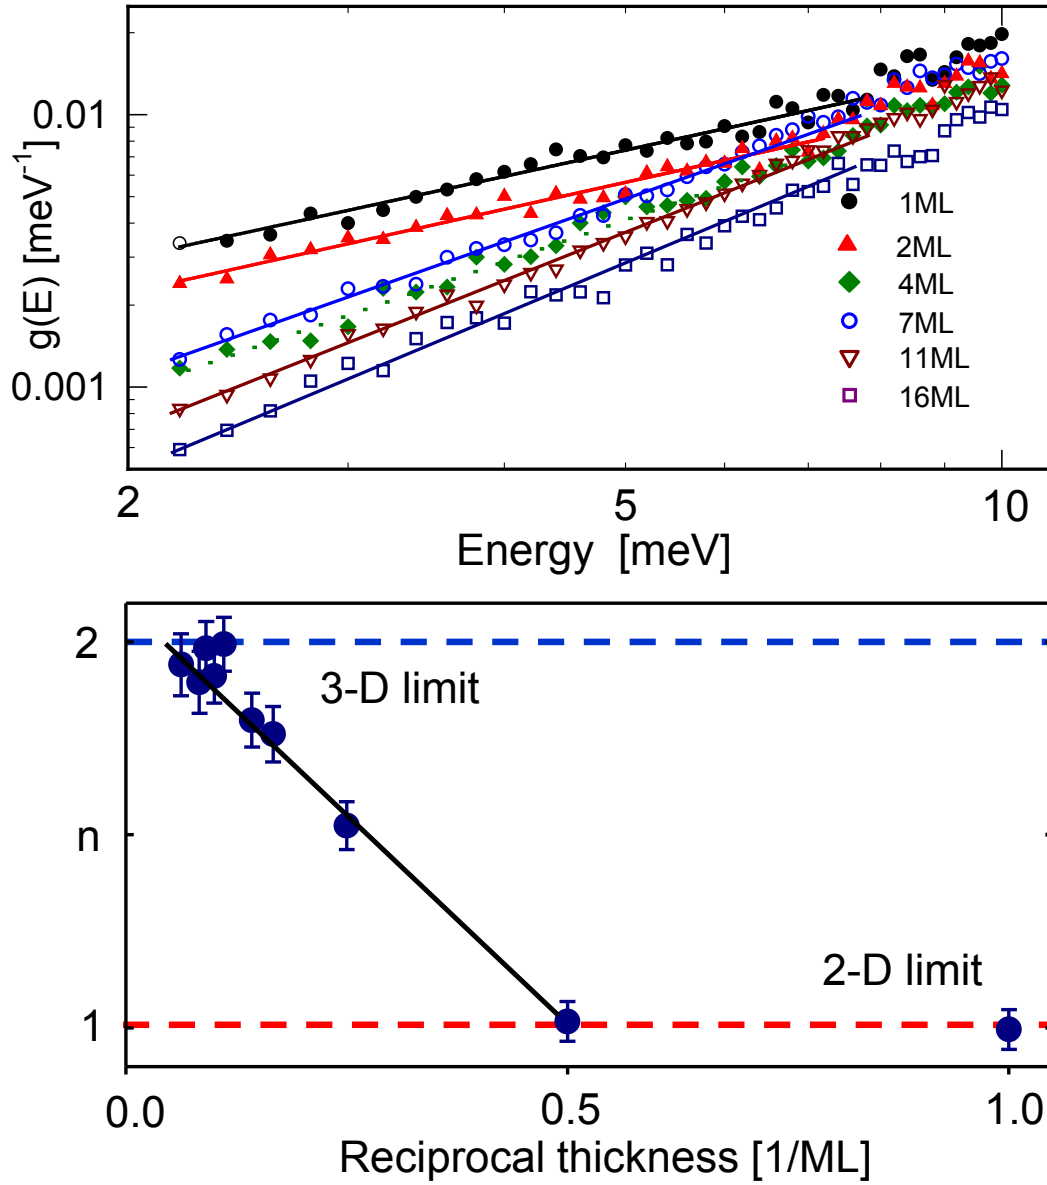 g(E) [meV⁻¹]
0.01
0.001
1ML
2ML
4ML
7ML
11ML
16ML
2
5
10
Energy [meV]
2
n
1
3-D limit
2-D limit
0.0
0.5
1.0
Reciprocal thickness [1/ML]